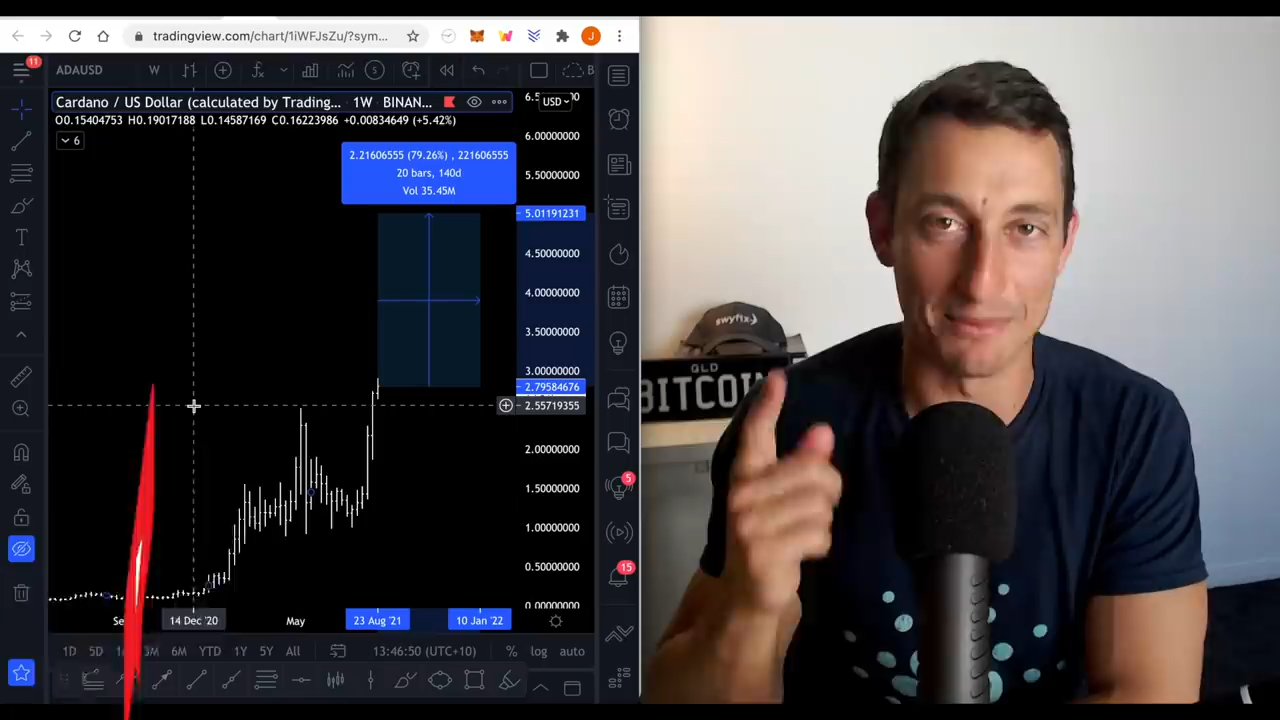 tradingview.com/chart/1iWFJsZu/?sym...
J
11
ADAUSD
W
B
Cardano / US Dollar (calculated by Trading... · 1W · BINAN...
USD
O0.15404753 H0.19017188 L0.14587169 C0.16223986 +0.00834649 (+5.42%)
6
2.21606555 (79.26%) , 221606555
20 bars, 140d
Vol 35.45M
6.00000000
5.50000000
5.01191231
4.50000000
4.00000000
3.50000000
3.00000000
2.79584676
2.55719355
2.00000000
1.50000000
1.00000000
0.50000000
0.00000000
14 Dec '20
May
23 Aug '21
10 Jan '22
1D 5D 3M 6M YTD 1Y 5Y All
13:46:50 (UTC+10)
% log auto
5
15
swyftx
QLD
BITCOIN